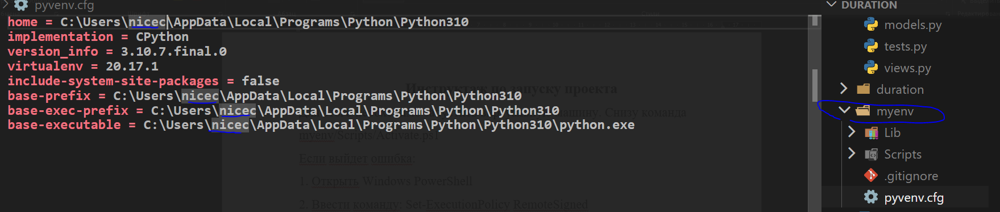 pyvenv.cfg
home = C:\Users\nicec\AppData\Local\Programs\Python\Python310
implementation = CPython
version_info = 3.10.7.final.0
virtualenv = 20.17.1
include-system-site-packages = false
base-prefix = C:\Users\nicec\AppData\Local\Programs\Python\Python310
base-exec-prefix = C:\Users\nicec\AppData\Local\Programs\Python\Python310
base-executable = C:\Users\nicec\AppData\Local\Programs\Python\Python310\python.exe
Инструктаж по запуску проекта
машину. Снизу команда
myenv/Scripts/Activate.ps1
Если выйдет ошибка:
1. Открыть Windows PowerShell
2. Ввести команду: Set-ExecutionPolicy RemoteSigned
DURATION
models.py
tests.py
views.py
duration
myenv
Lib
Scripts
.gitignore
pyvenv.cfg